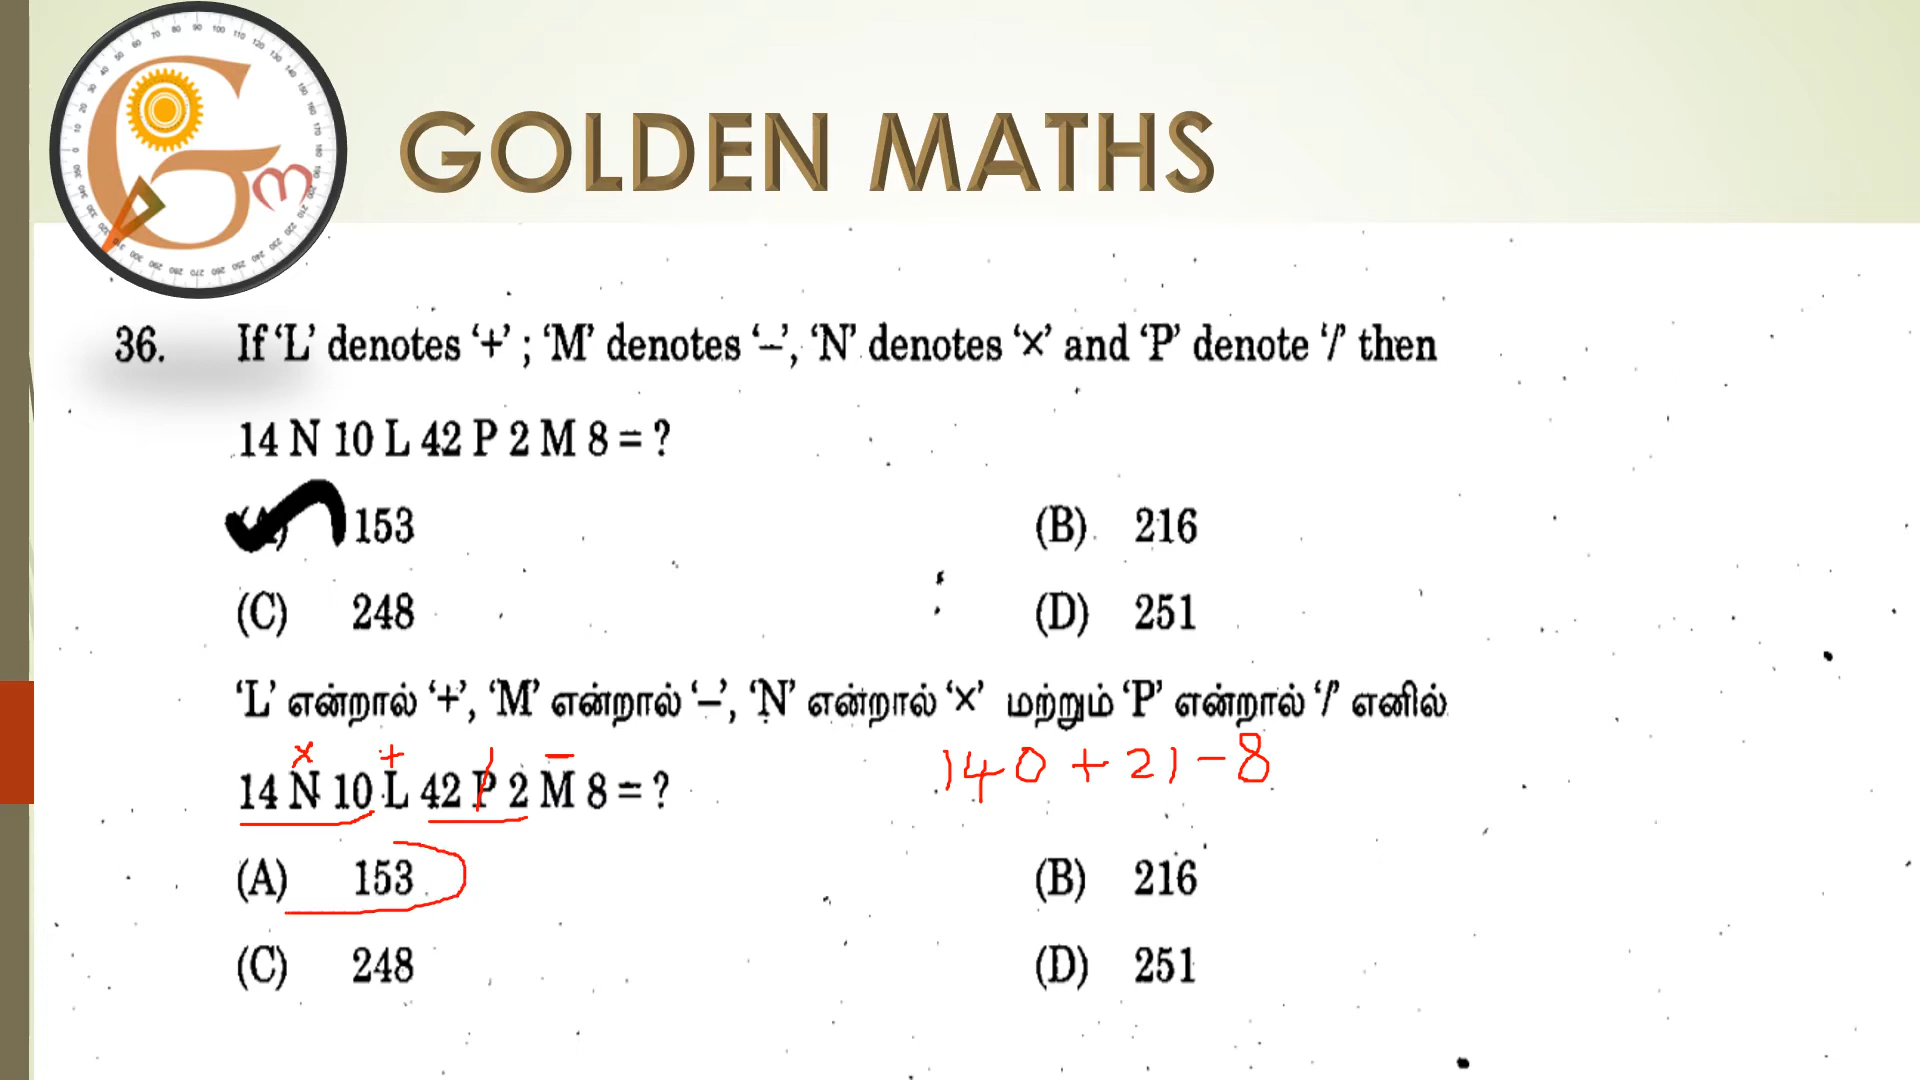 GOLDEN MATHS
36. If ‘L’ denotes ‘+’ ; ‘M’ denotes ‘–’, ‘N’ denotes ‘×’ and ‘P’ denote ‘/’ then
14 N 10 L 42 P 2 M 8 = ?
(A) 153 (B) 216
(C) 248 (D) 251
‘L’ என்றால் ‘+’, ‘M’ என்றால் ‘–’, ‘N’ என்றால் ‘×’ மற்றும் ‘P’ என்றால் ‘/’ எனில்
× + / – 140 + 21 - 8
14 N 10 L 42 P 2 M 8 = ?
(A) 153 (B) 216
(C) 248 (D) 251